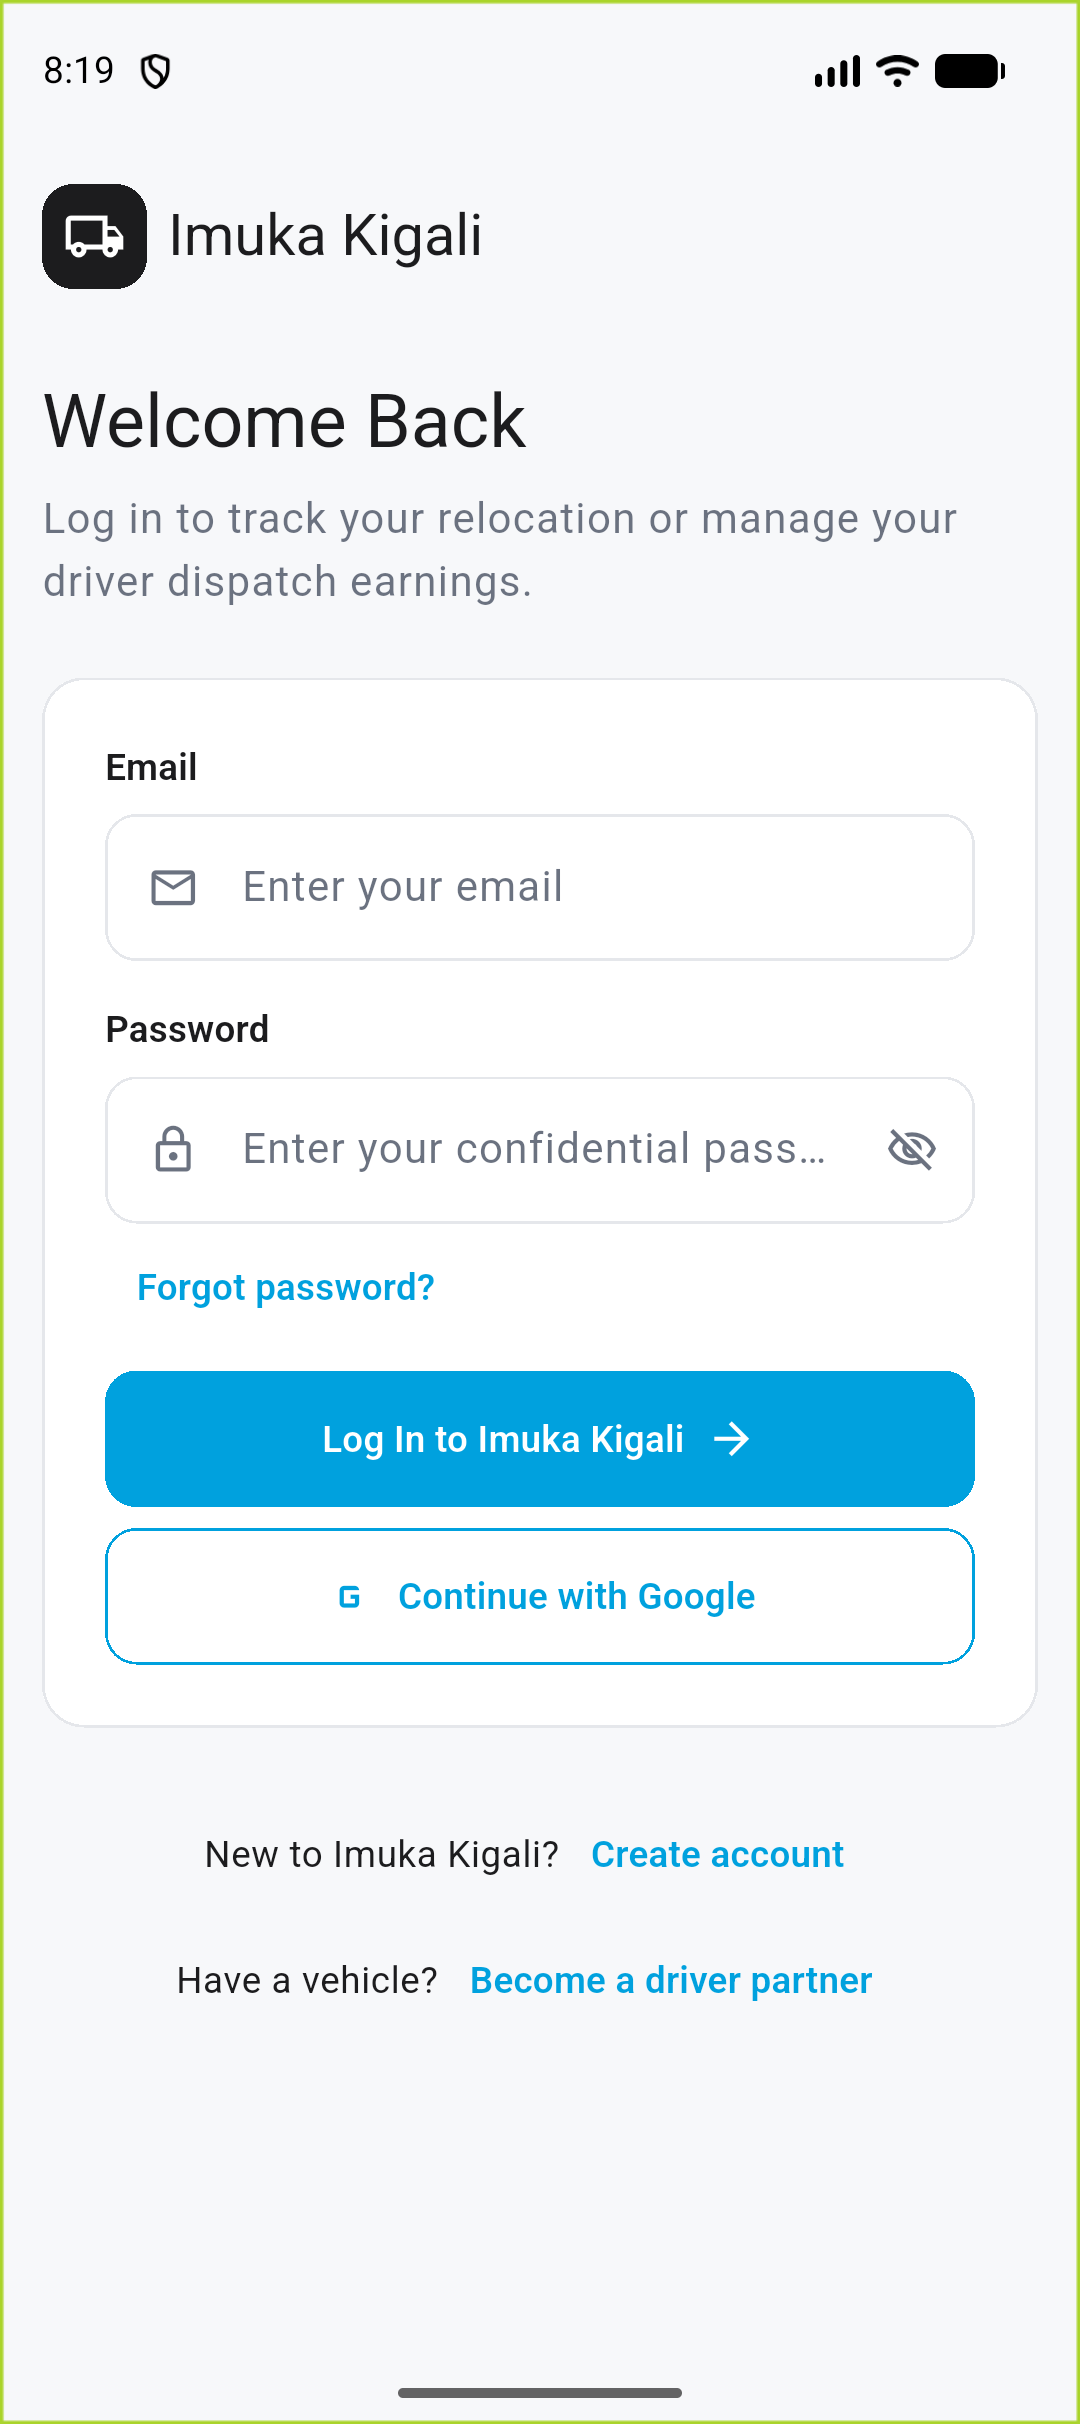 8:19
Imuka Kigali
Welcome Back
Log in to track your relocation or manage your
driver dispatch earnings.
Email
Enter your email
Password
Enter your confidential pass...
Forgot password?
Log In to Imuka Kigali
G Continue with Google
New to Imuka Kigali? Create account
Have a vehicle? Become a driver partner